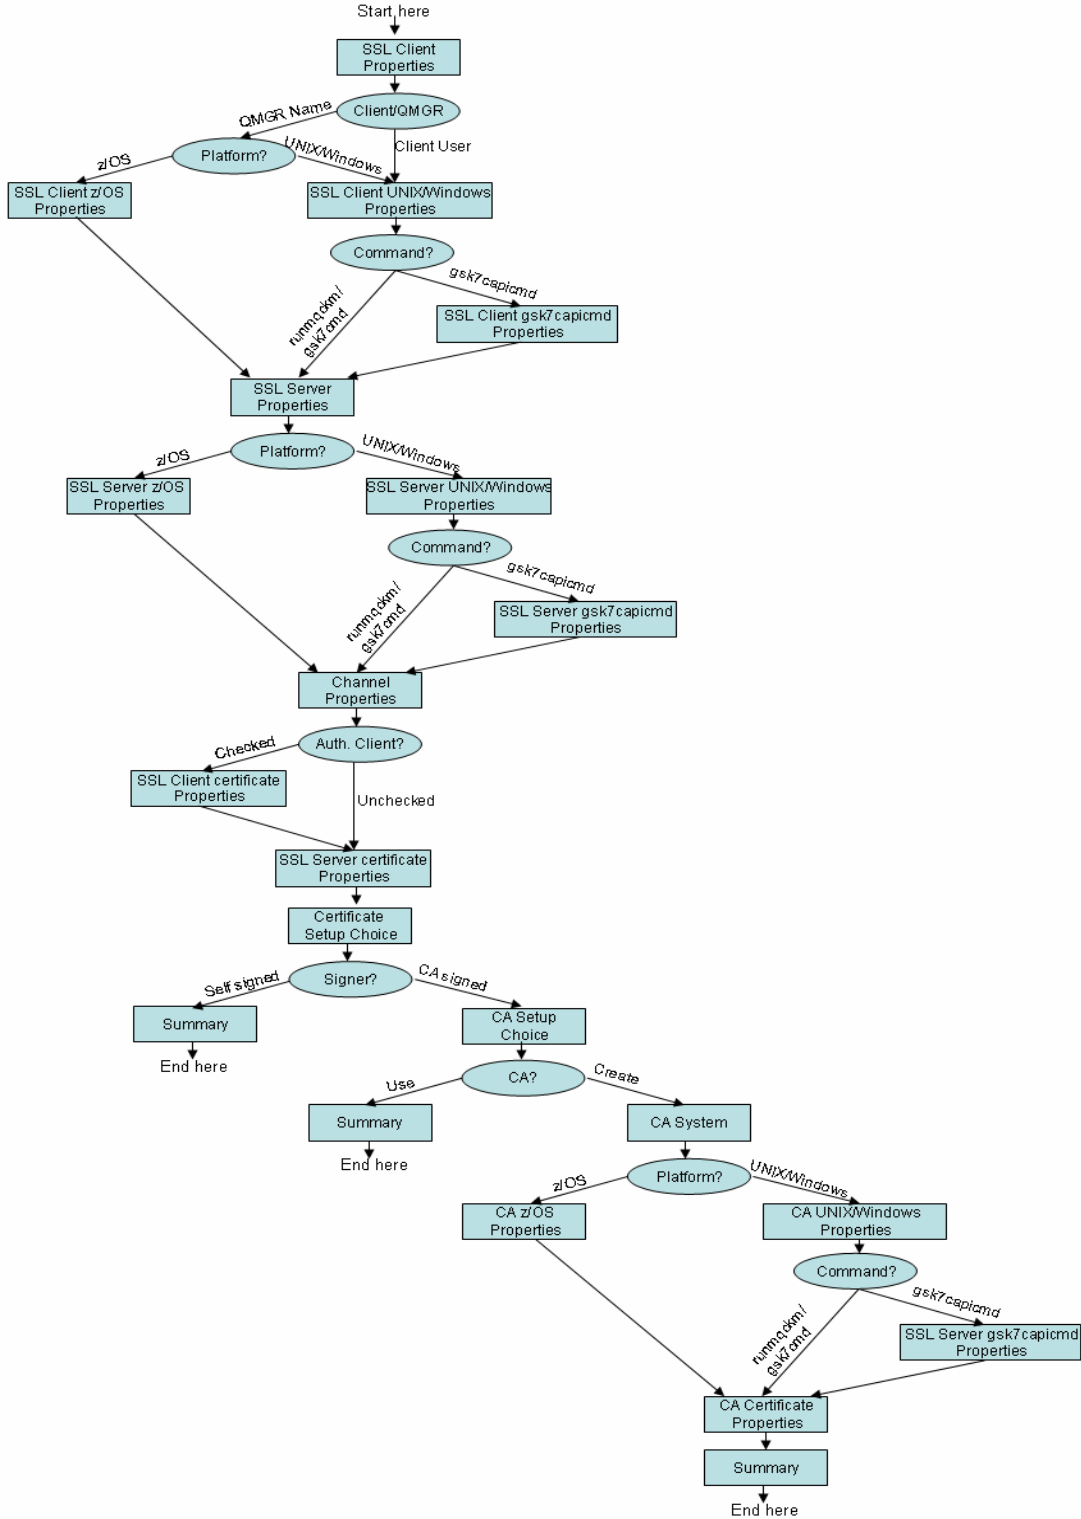 Start here
SSL Client
Properties
Client/QMGR
QMGR Name
Client User
Platform?
z/OS
UNIX/Windows
SSL Client z/OS
Properties
SSL Client UNIX/Windows
Properties
Command?
gsk7capicmd
runmqckm/
gsk7cmd
SSL Client gsk7capicmd
Properties
SSL Server
Properties
Platform?
z/OS
UNIX/Windows
SSL Server z/OS
Properties
SSL Server UNIX/Windows
Properties
Command?
gsk7capicmd
runmqckm/
gsk7cmd
SSL Server gsk7capicmd
Properties
Channel
Properties
Auth. Client?
Checked
SSL Client certificate
Properties
Unchecked
SSL Server certificate
Properties
Certificate
Setup Choice
Signer?
Self signed
CA signed
Summary
End here
CA Setup
Choice
CA?
Use
Create
Summary
End here
CA System
Platform?
z/OS
UNIX/Windows
CA z/OS
Properties
CA UNIX/Windows
Properties
Command?
gsk7capicmd
runmqckm/
gsk7cmd
SSL Server gsk7capicmd
Properties
CA Certificate
Properties
Summary
End here